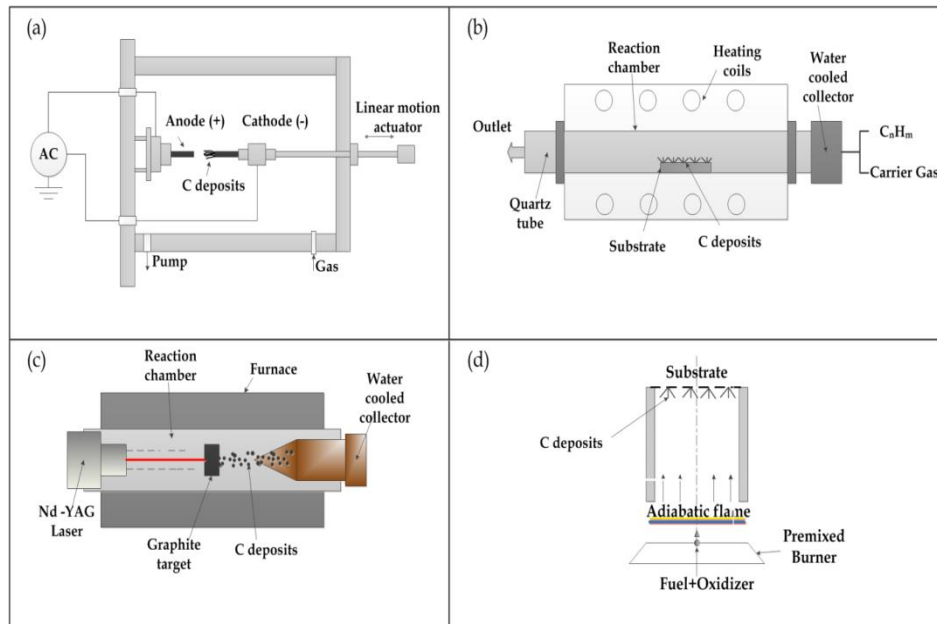 (a)
Anode (+)
Cathode (-)
Linear motion
actuator
AC
C deposits
Pump
Gas
(b)
Reaction
chamber
Heating
coils
Water
cooled
collector
Outlet
CnHm
Carrier Gas
Quartz
tube
Substrate
C deposits
(c)
Reaction
chamber
Furnace
Water
cooled
collector
Nd -YAG
Laser
Graphite
target
C deposits
(d)
Substrate
C deposits
Adiabatic flane
Premixed
Burner
Fuel+Oxidizer